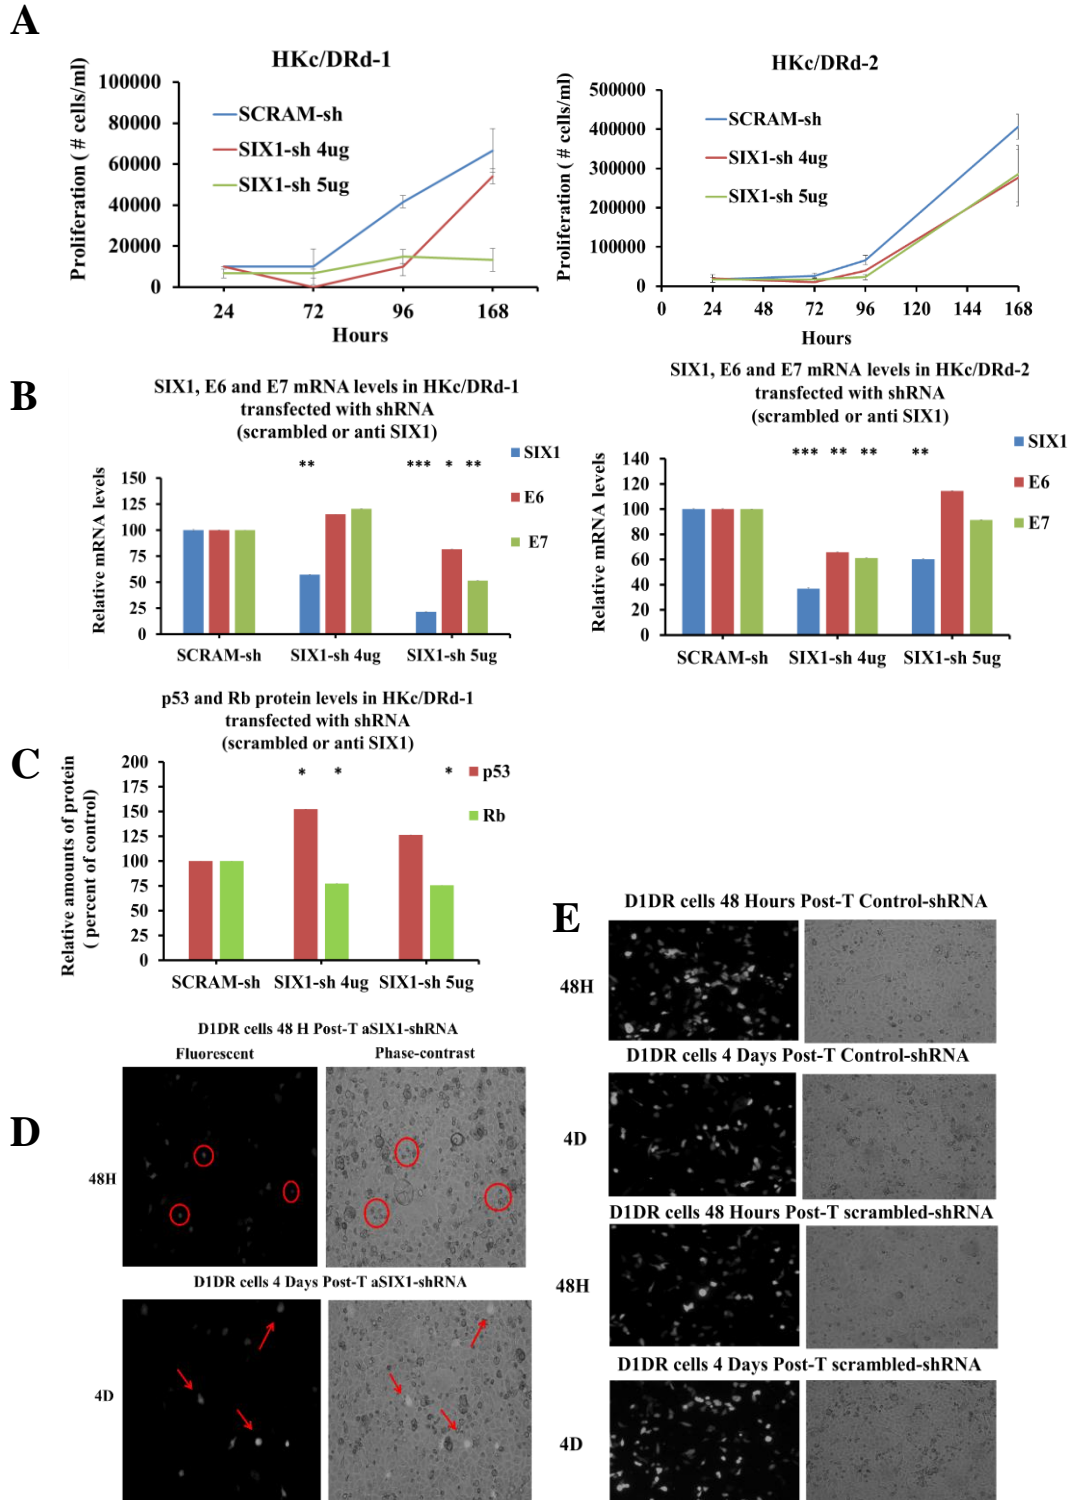 A
HKc/DRd-1
Proliferation ( # cells/ml)
100000
80000
60000
40000
20000
0
SCRAM-sh
SIX1-sh 4ug
SIX1-sh 5ug
24 72 96 168
Hours
HKc/DRd-2
Proliferation ( # cells/ml)
500000
400000
300000
200000
100000
0
SCRAM-sh
SIX1-sh 4ug
SIX1-sh 5ug
0 24 48 72 96 120 144 168
Hours
B
SIX1, E6 and E7 mRNA levels in HKc/DRd-1
transfected with shRNA
(scrambled or anti SIX1)
Relative mRNA levels
150
125
100
75
50
25
0
** *** * **
SIX1
E6
E7
SCRAM-sh SIX1-sh 4ug SIX1-sh 5ug
SIX1, E6 and E7 mRNA levels in HKc/DRd-2
transfected with shRNA
(scrambled or anti SIX1)
Relative mRNA levels
140
120
100
80
60
40
20
0
*** ** ** **
SIX1
E6
E7
SCRAM-sh SIX1-sh 4ug SIX1-sh 5ug
C
p53 and Rb protein levels in HKc/DRd-1
transfected with shRNA
(scrambled or anti SIX1)
Relative amounts of protein
( percent of control)
200
175
150
125
100
75
50
25
0
* * *
p53
Rb
SCRAM-sh SIX1-sh 4ug SIX1-sh 5ug
D
D1DR cells 48 H Post-T aSIX1-shRNA
Fluorescent Phase-contrast
48H
D1DR cells 4 Days Post-T aSIX1-shRNA
4D
E
D1DR cells 48 Hours Post-T Control-shRNA
48H
D1DR cells 4 Days Post-T Control-shRNA
4D
D1DR cells 48 Hours Post-T scrambled-shRNA
48H
D1DR cells 4 Days Post-T scrambled-shRNA
4D